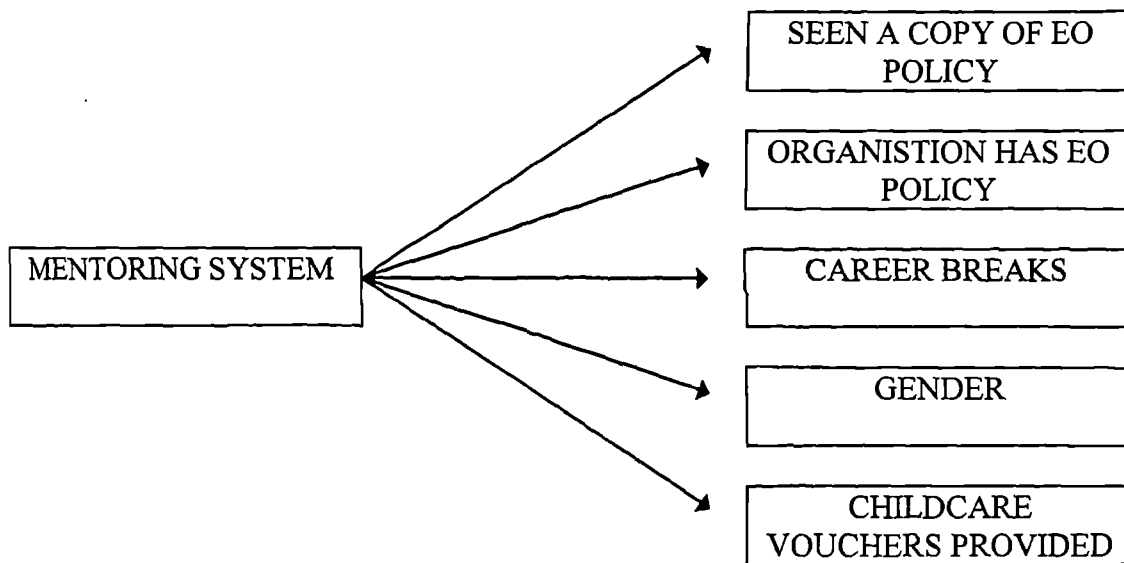 SEEN A COPY OF EO
POLICY
ORGANISTION HAS EO
POLICY
MENTORING SYSTEM
CAREER BREAKS
GENDER
CHILDCARE
VOUCHERS PROVIDED